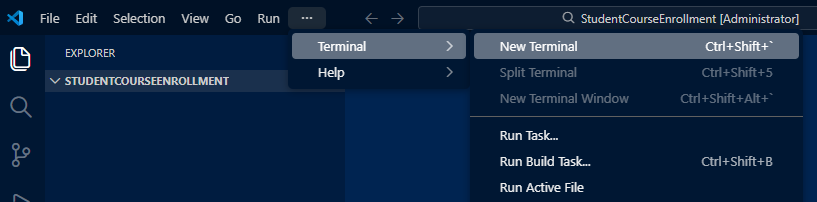 File Edit Selection View Go Run ··· StudentCourseEnrollment [Administrator]
EXPLORER
STUDENTCOURSEENROLLMENT
Terminal
Help
New Terminal Ctrl+Shift+`
Split Terminal Ctrl+Shift+5
New Terminal Window Ctrl+Shift+Alt+`
Run Task...
Run Build Task... Ctrl+Shift+B
Run Active File